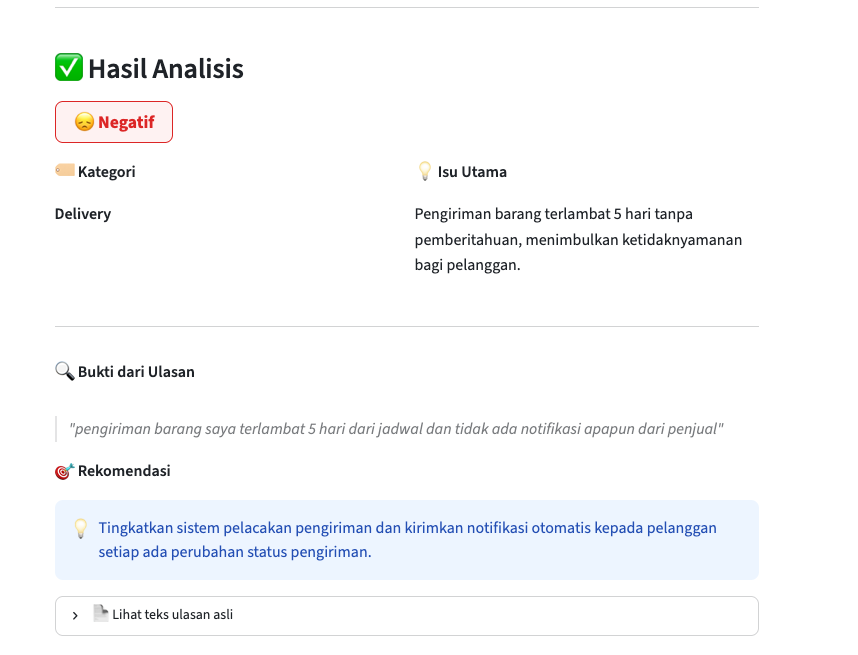 ✅ Hasil Analisis
😞 Negatif
🏷️ Kategori
Delivery
💡 Isu Utama
Pengiriman barang terlambat 5 hari tanpa
pemberitahuan, menimbulkan ketidaknyamanan
bagi pelanggan.
🔍 Bukti dari Ulasan
"pengiriman barang saya terlambat 5 hari dari jadwal dan tidak ada notifikasi apapun dari penjual"
🎯 Rekomendasi
💡 Tingkatkan sistem pelacakan pengiriman dan kirimkan notifikasi otomatis kepada pelanggan
setiap ada perubahan status pengiriman.
📄 Lihat teks ulasan asli